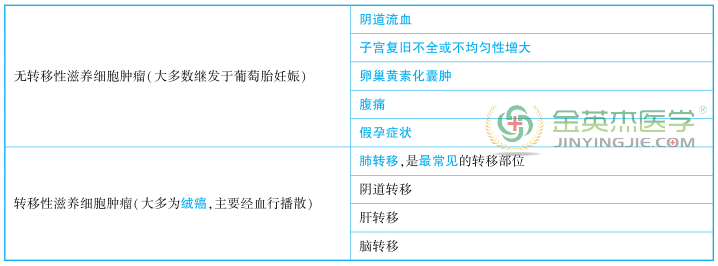 阴道流血
子宫复旧不全或不均匀性增大
无转移性滋养细胞肿瘤(大多数继发于葡萄胎妊娠)
卵巢黄素化囊肿
腹痛
假孕症状
肺转移,是最常见的转移部位
阴道转移
转移性滋养细胞肿瘤(大多为绒癌,主要经血行播散)
肝转移
脑转移
金英杰医学®
JINYINGJIE.COM